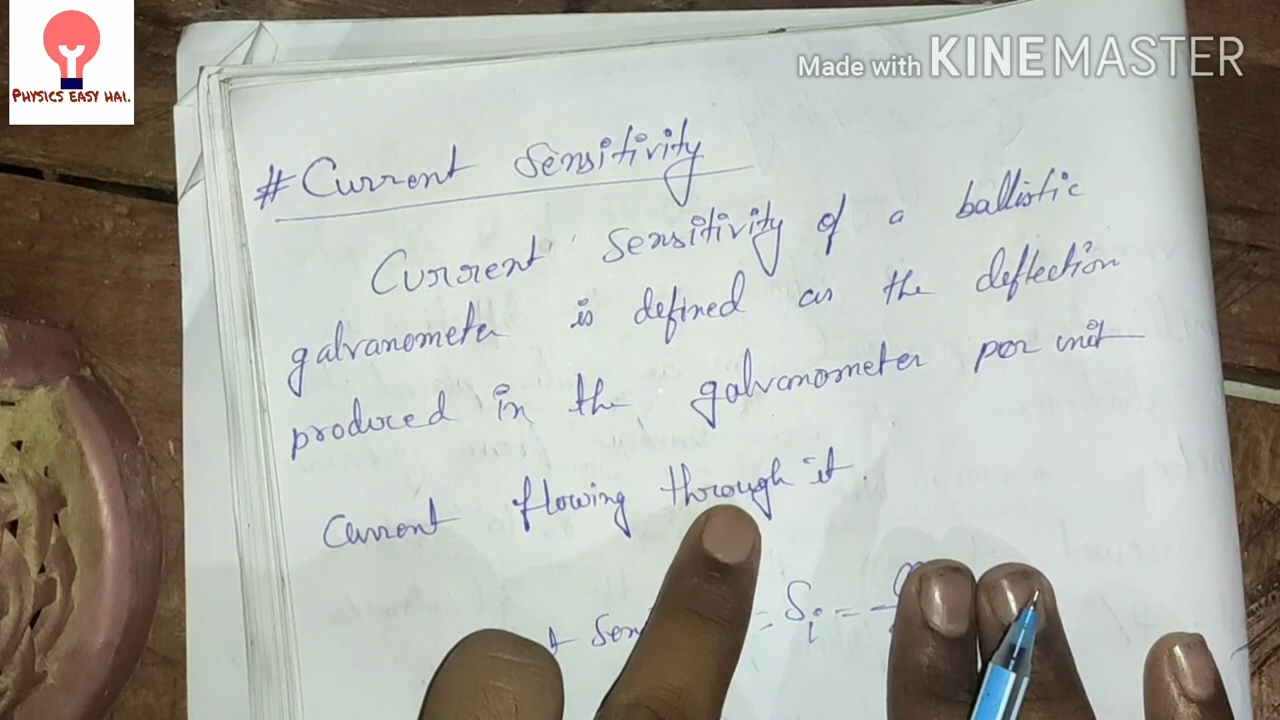 PHYSICS EASY HAI.
Made with KINEMASTER
# Current Sensitivity
Current Sensitivity of a ballistic
galvanometer is defined as the deflection
produced in the galvanometer per unit
Current flowing through it.
= Si =